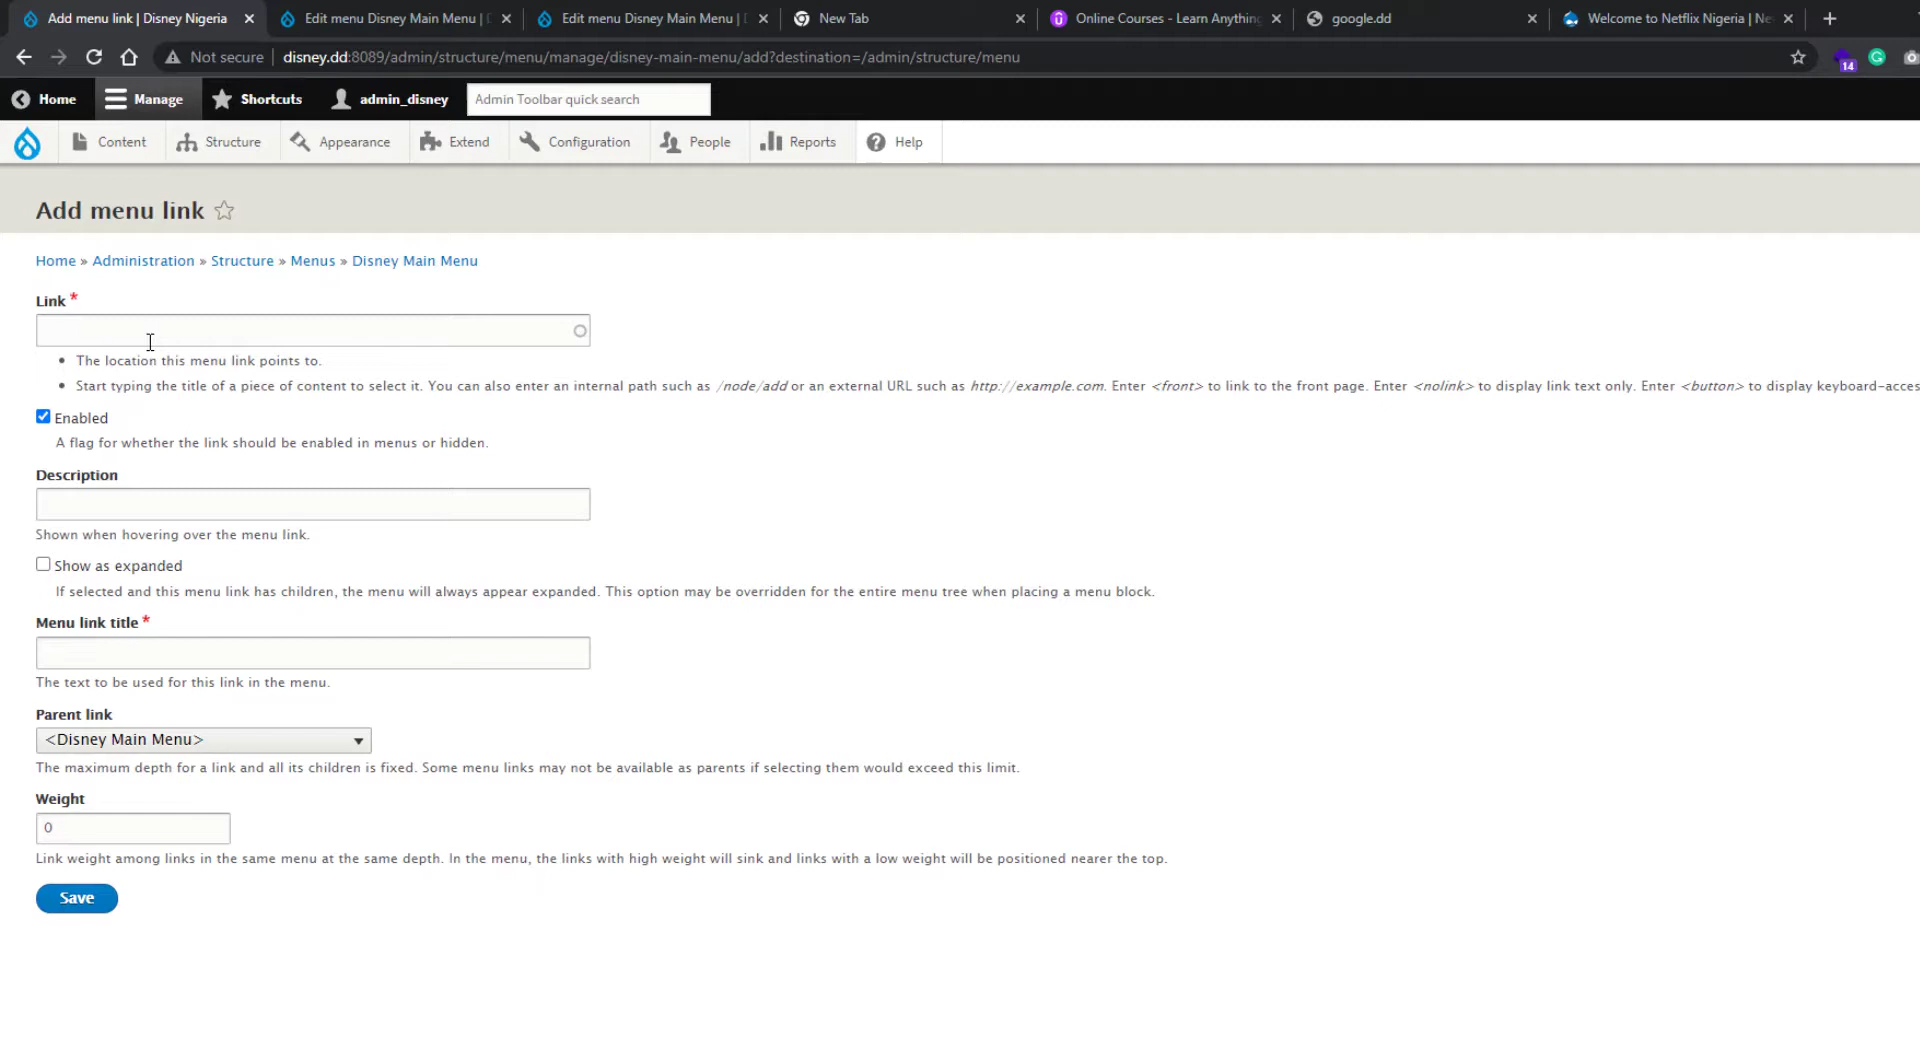 Add menu link | Disney Nigeria
Edit menu Disney Main Menu |
Edit menu Disney Main Menu |
New Tab
Online Courses - Learn Anything
google.dd
Welcome to Netflix Nigeria | Ne
Not secure
disney.dd:8089/admin/structure/menu/manage/disney-main-menu/add?destination=/admin/structure/menu
14
Home
Manage
Shortcuts
admin_disney
Admin Toolbar quick search
Content
Structure
Appearance
Extend
Configuration
People
Reports
Help
Add menu link
Home » Administration » Structure » Menus » Disney Main Menu
Link *
The location this menu link points to.
Start typing the title of a piece of content to select it. You can also enter an internal path such as /node/add or an external URL such as http://example.com. Enter <front> to link to the front page. Enter <nolink> to display link text only. Enter <button> to display keyboard-acces
Enabled
A flag for whether the link should be enabled in menus or hidden.
Description
Shown when hovering over the menu link.
Show as expanded
If selected and this menu link has children, the menu will always appear expanded. This option may be overridden for the entire menu tree when placing a menu block.
Menu link title *
The text to be used for this link in the menu.
Parent link
<Disney Main Menu>
The maximum depth for a link and all its children is fixed. Some menu links may not be available as parents if selecting them would exceed this limit.
Weight
0
Link weight among links in the same menu at the same depth. In the menu, the links with high weight will sink and links with a low weight will be positioned nearer the top.
Save